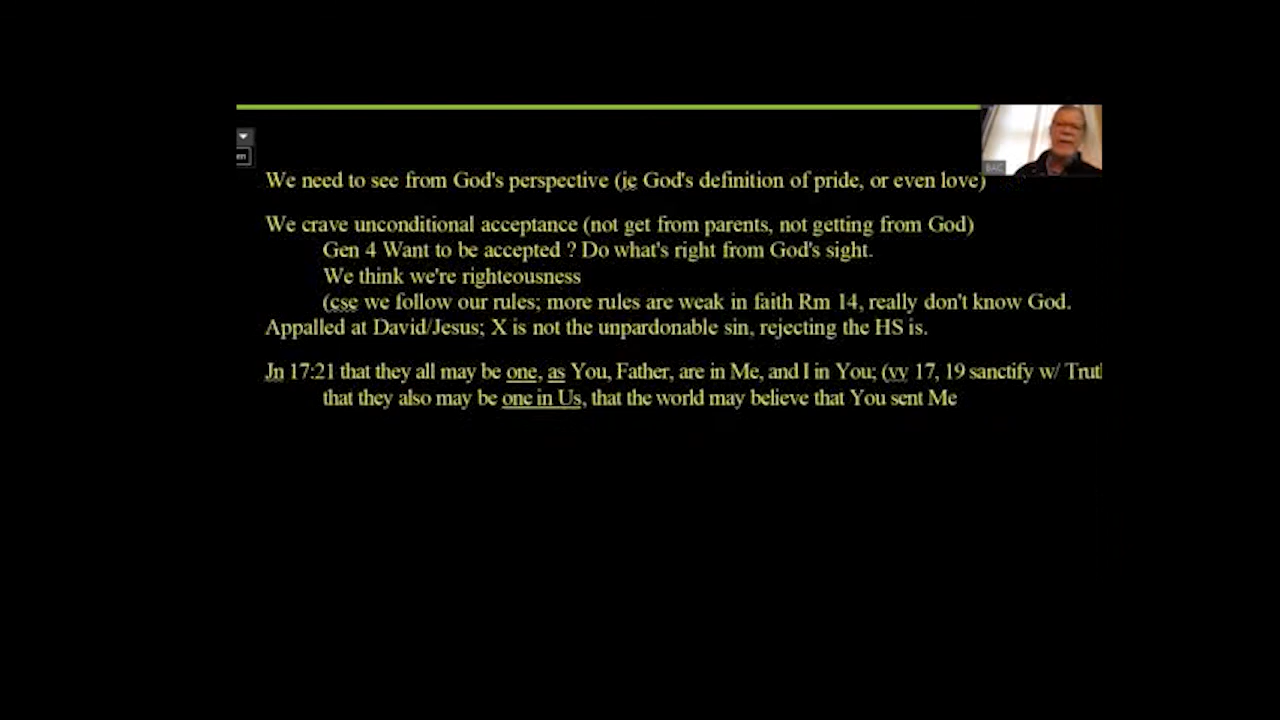 en
We need to see from God's perspective (ie God's definition of pride, or even love)
We crave unconditional acceptance (not get from parents, not getting from God)
Gen 4 Want to be accepted ? Do what's right from God's sight.
We think we're righteousness
(cse we follow our rules; more rules are weak in faith Rm 14, really don't know God.
Appalled at David/Jesus; X is not the unpardonable sin, rejecting the HS is.
Jn 17:21 that they all may be one, as You, Father, are in Me, and I in You; (vv 17, 19 sanctify w/ Trut
that they also may be one in Us, that the world may believe that You sent Me